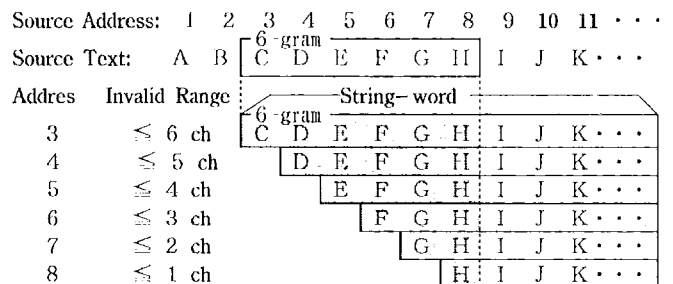 Source Address: 1 2 3 4 5 6 7 8 9 10 11 · · ·
6-gram
Source Text: A B C D E F G H I J K · · ·
Addres Invalid Range String-word
6-gram
3 ≦ 6 ch C D E F G H I J K · · ·
4 ≦ 5 ch D E F G H I J K · · ·
5 ≦ 4 ch E F G H I J K · · ·
6 ≦ 3 ch F G H I J K · · ·
7 ≦ 2 ch G H I J K · · ·
8 ≦ 1 ch H I J K · · ·